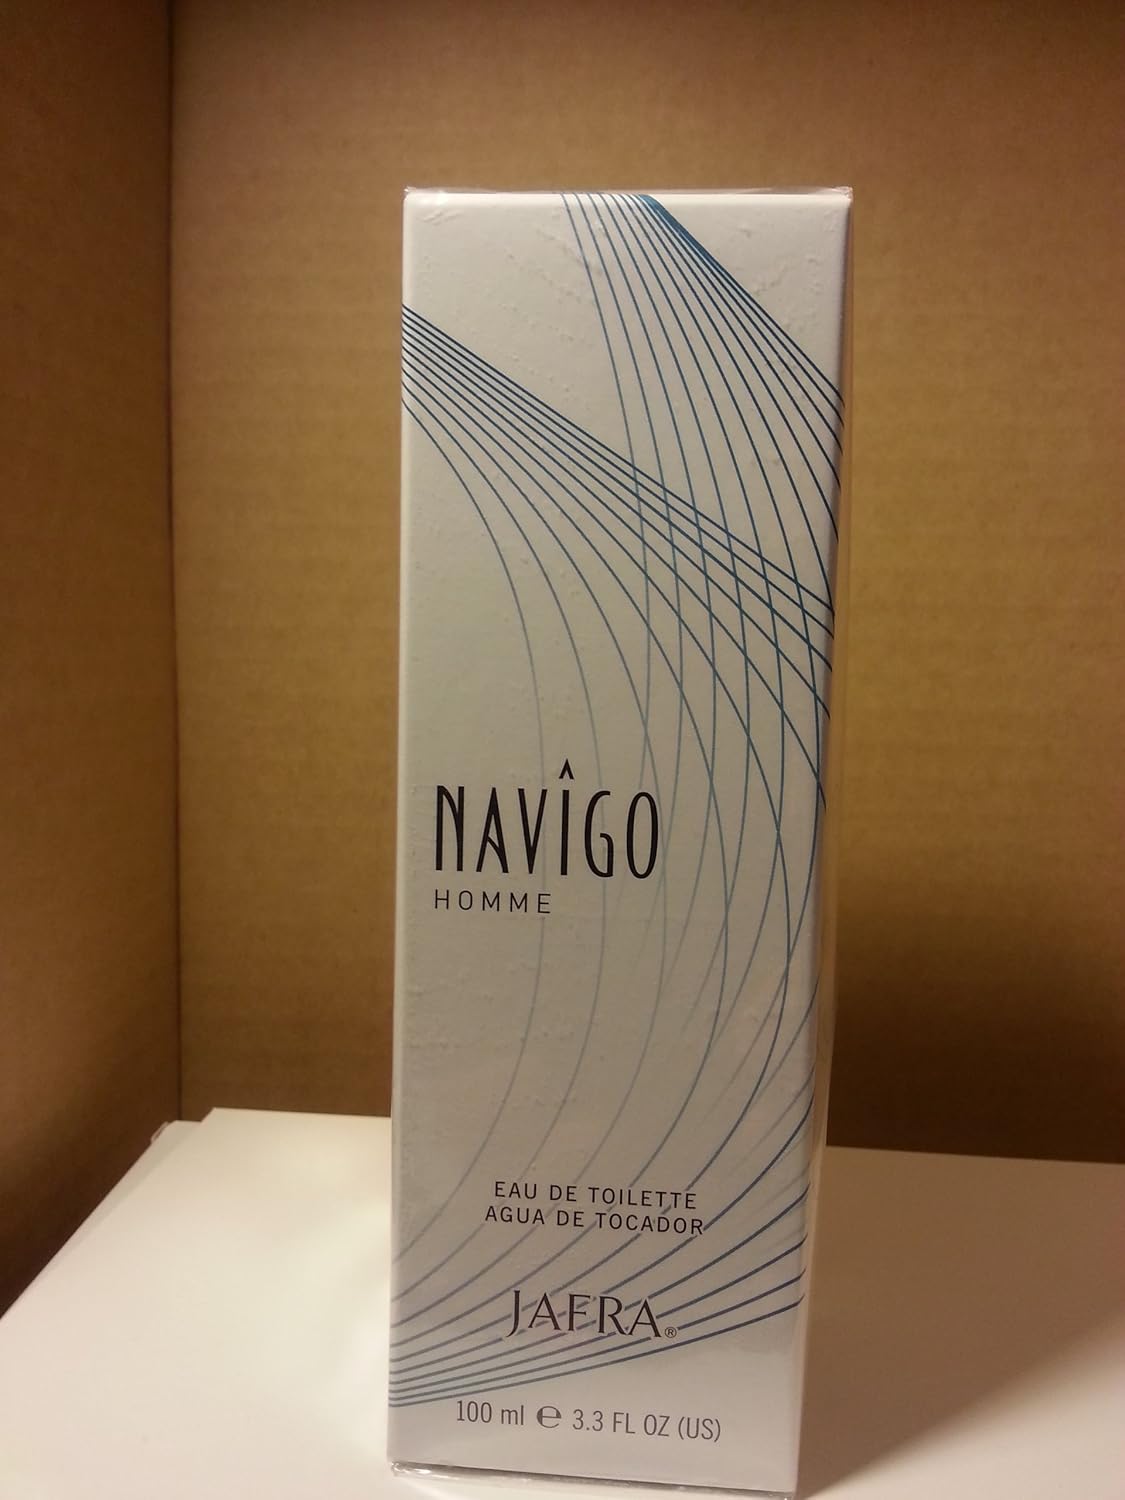 NAVÎGO
HOMME
EAU DE TOILETTE
AGUA DE TOCADOR
JAFRA®
100 ml ℮ 3.3 FL OZ (US)